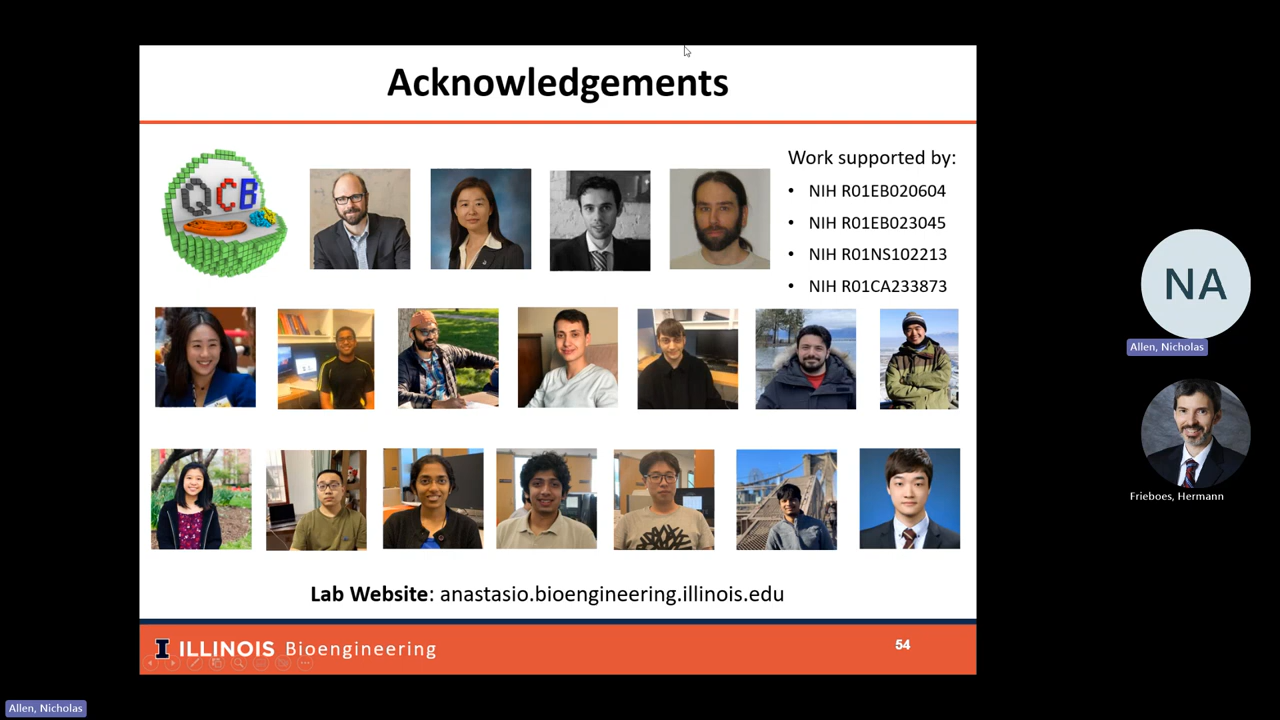 Acknowledgements
QCB
Work supported by:
• NIH R01EB020604
• NIH R01EB023045
• NIH R01NS102213
• NIH R01CA233873
Lab Website: anastasio.bioengineering.illinois.edu
I ILLINOIS Bioengineering
54
NA
Allen, Nicholas
Frieboes, Hermann
Allen, Nicholas